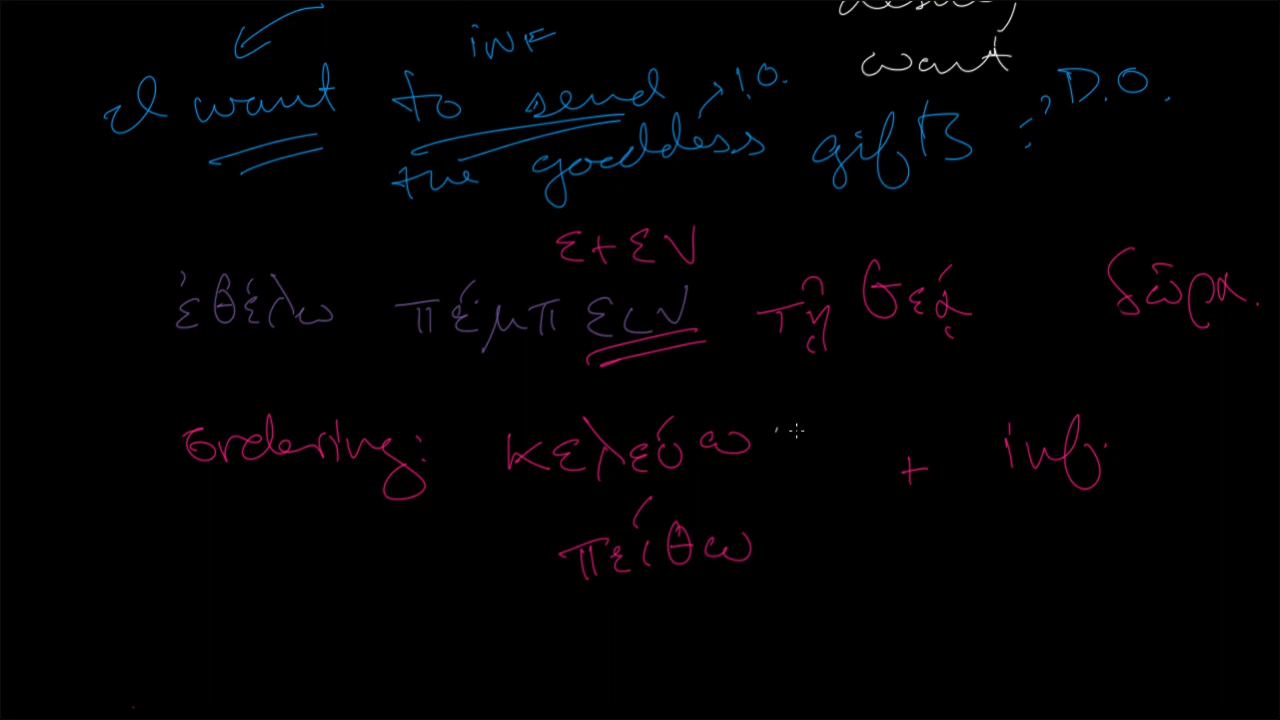 want
INF
I want to send I.O. D.O.
the goddess gifts
ε + εν
ἐθέλω πέμπειν τῇ θεᾷ δῶρα.
ordering: κελεύω + inf.
πείθω